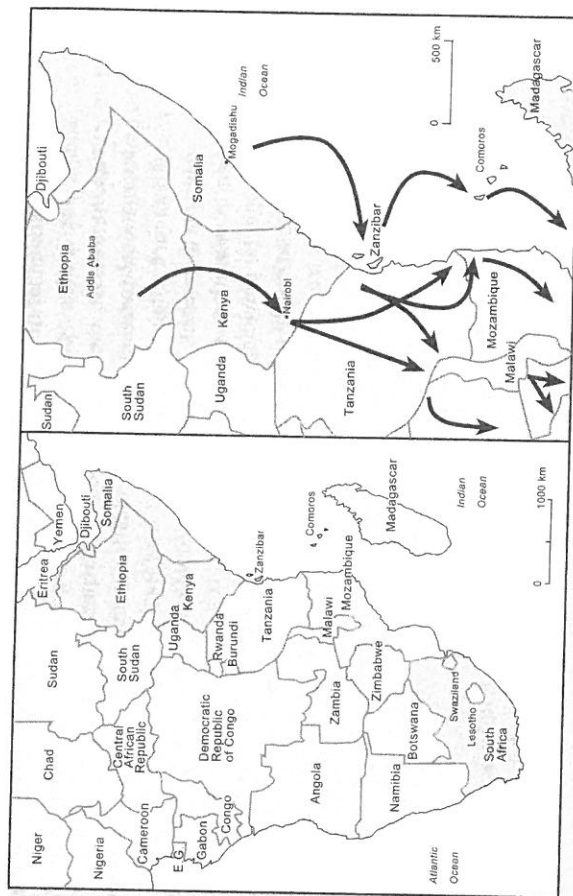 Niger
Chad
Sudan
Eritrea
Yemen
Nigeria
Djibouti
Cameroon
Central
African
Republic
South
Sudan
Ethiopia
Somalia
E G
Gabon
Congo
Democratic
Republic
of Congo
Uganda
Kenya
Rwanda
Burundi
Tanzania
Zanzibar
Comoros
Angola
Zambia
Malawi
Mozambique
Madagascar
Zimbabwe
Namibia
Botswana
Swaziland
Lesotho
South
Africa
Atlantic
Ocean
Indian
Ocean
0
1000 km
Sudan
Djibouti
Ethiopia
Addis Ababa
South
Sudan
Somalia
Mogadishu
Indian
Ocean
Uganda
Kenya
Nairobi
Tanzania
Zanzibar
0
500 km
Comoros
Mozambique
Malawi
Madagascar